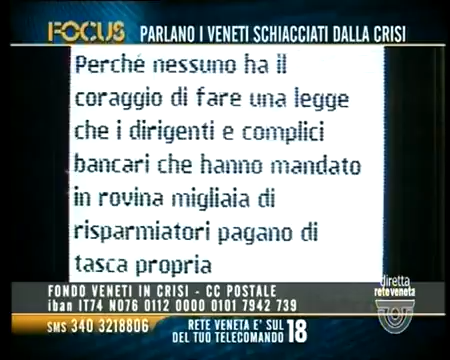 FOCUS PARLANO I VENETI SCHIACCIATI DALLA CRISI
Perché nessuno ha il
coraggio di fare una legge
che i dirigenti e complici
bancari che hanno mandato
in rovina migliaia di
risparmiatori pagano di
tasca propria
diretta
reteveneta
FONDO VENETI IN CRISI - CC POSTALE
iban IT74 N076 0112 0000 0101 7942 739
SMS 340 3218806
RETE VENETA E' SUL
DEL TUO TELECOMANDO 18